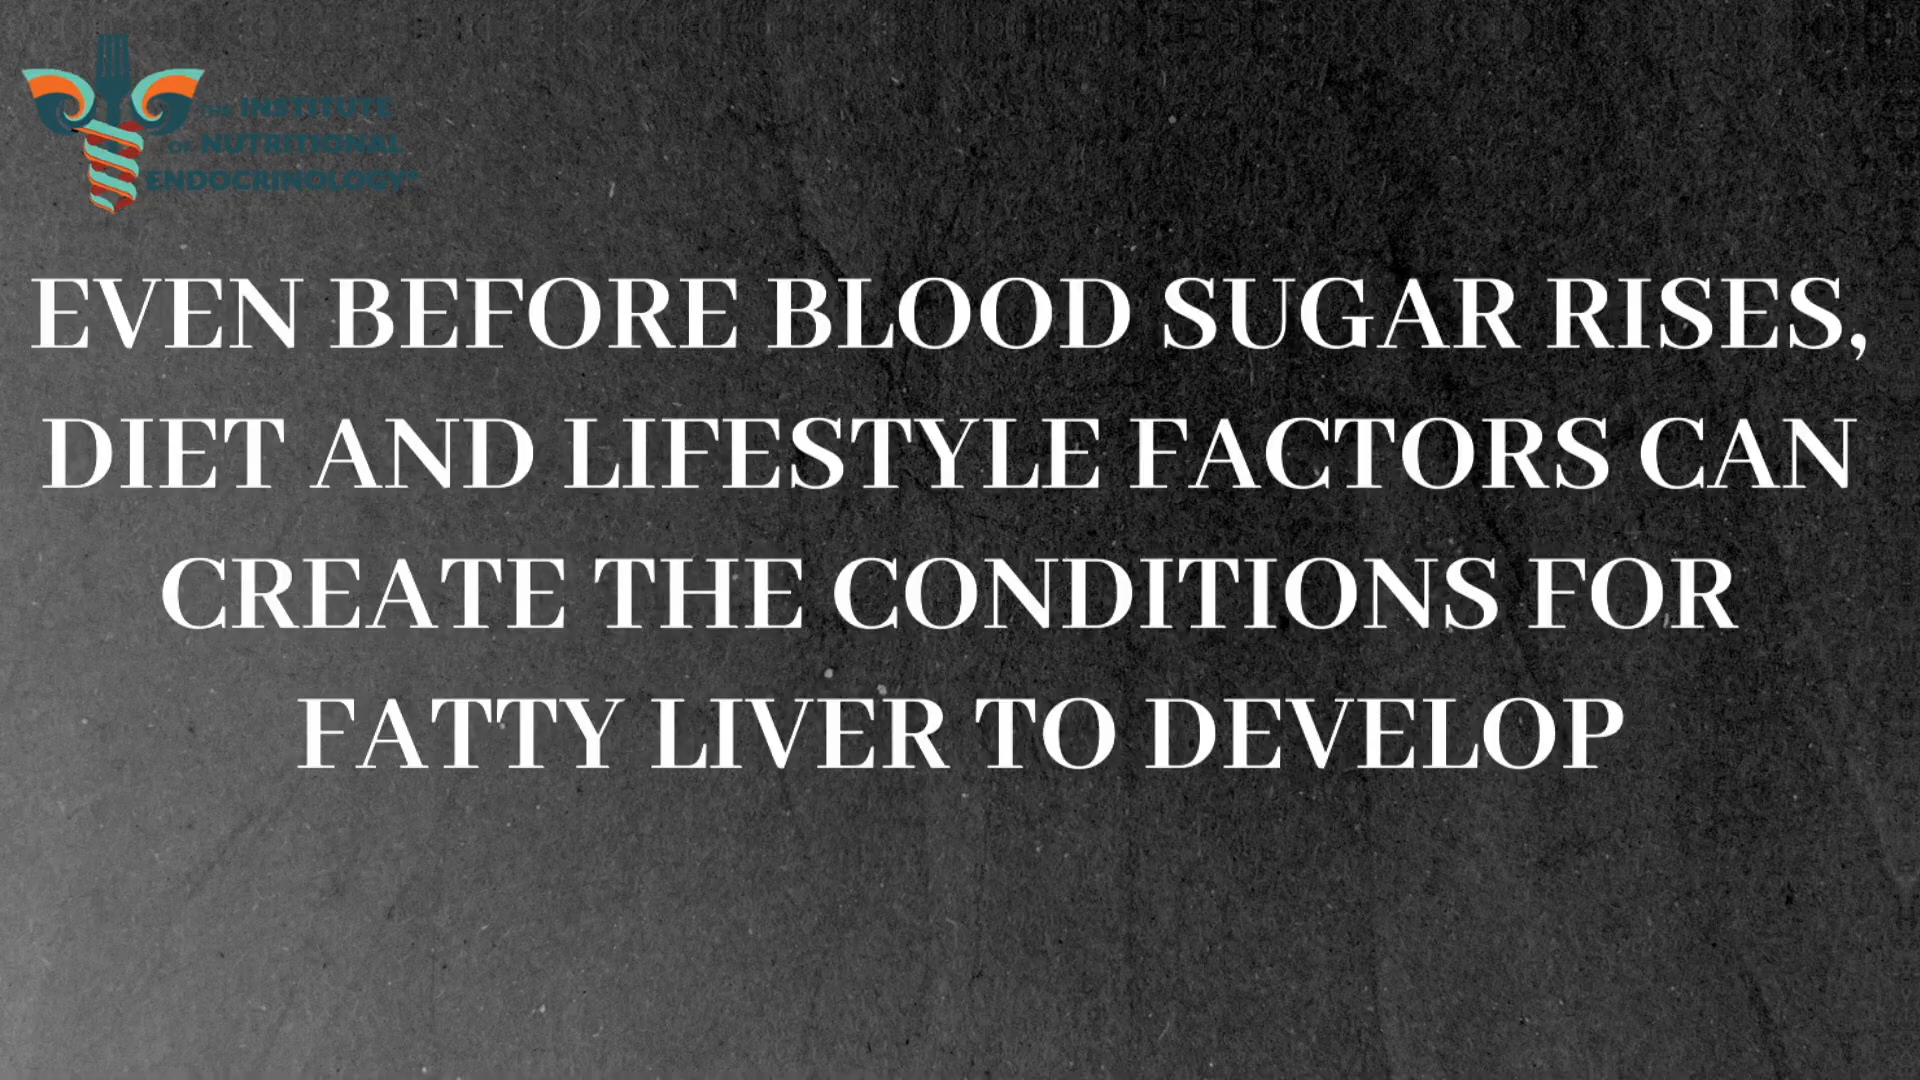 THE INSTITUTE
OF NUTRITIONAL
ENDOCRINOLOGY®
EVEN BEFORE BLOOD SUGAR RISES,
DIET AND LIFESTYLE FACTORS CAN
CREATE THE CONDITIONS FOR
FATTY LIVER TO DEVELOP